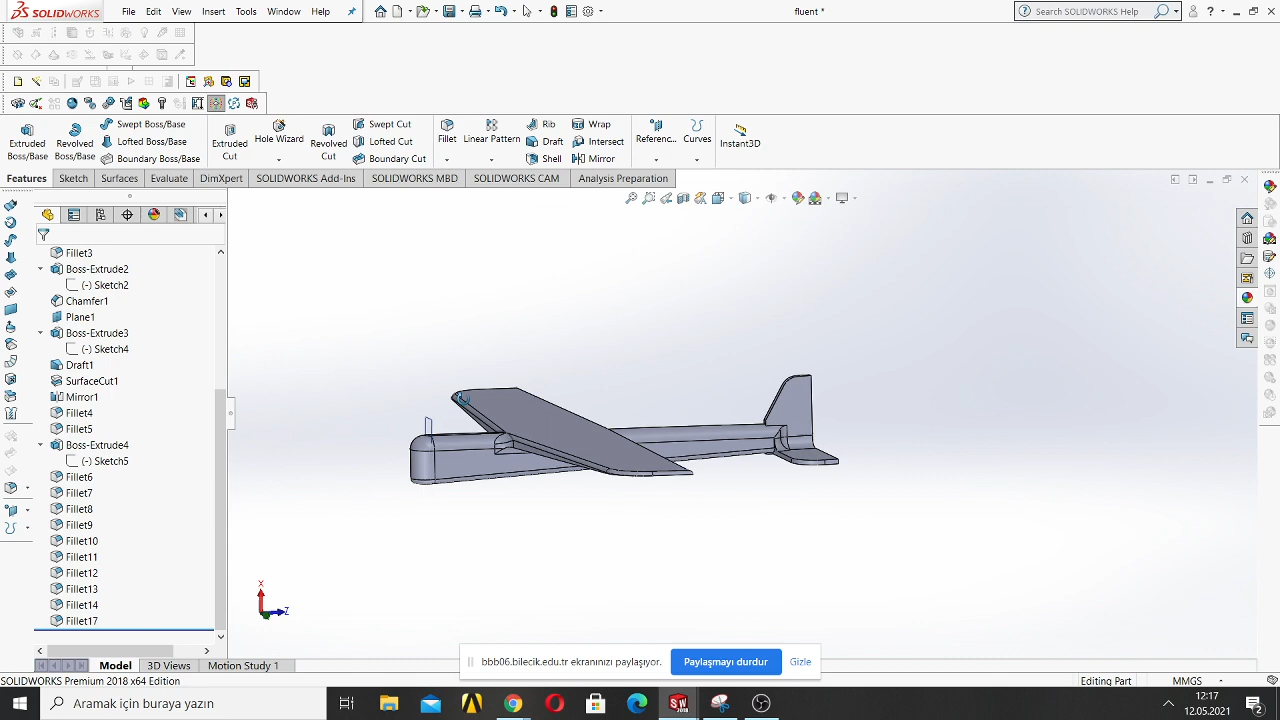 SOLIDWORKS
File Edit View Insert Tools Window Help
fluent *
Search SOLIDWORKS Help
Extruded Boss/Base
Revolved Boss/Base
Swept Boss/Base
Lofted Boss/Base
Boundary Boss/Base
Extruded Cut
Hole Wizard
Revolved Cut
Swept Cut
Lofted Cut
Boundary Cut
Fillet
Linear Pattern
Rib
Draft
Shell
Wrap
Intersect
Mirror
Referenc...
Curves
Instant3D
Features Sketch Surfaces Evaluate DimXpert SOLIDWORKS Add-Ins SOLIDWORKS MBD SOLIDWORKS CAM Analysis Preparation
Fillet3
Boss-Extrude2
(-) Sketch2
Chamfer1
Plane1
Boss-Extrude3
(-) Sketch4
Draft1
SurfaceCut1
Mirror1
Fillet4
Fillet5
Boss-Extrude4
(-) Sketch5
Fillet6
Fillet7
Fillet8
Fillet9
Fillet10
Fillet11
Fillet12
Fillet13
Fillet14
Fillet17
X
Z
bbb06.bilecik.edu.tr ekranınızı paylaşıyor. Paylaşmayı durdur Gizle
Model 3D Views Motion Study 1
SOLIDWORKS Premium 2018 x64 Edition
Editing Part
MMGS
Aramak için buraya yazın
SW
2018
12:17
12.05.2021
2